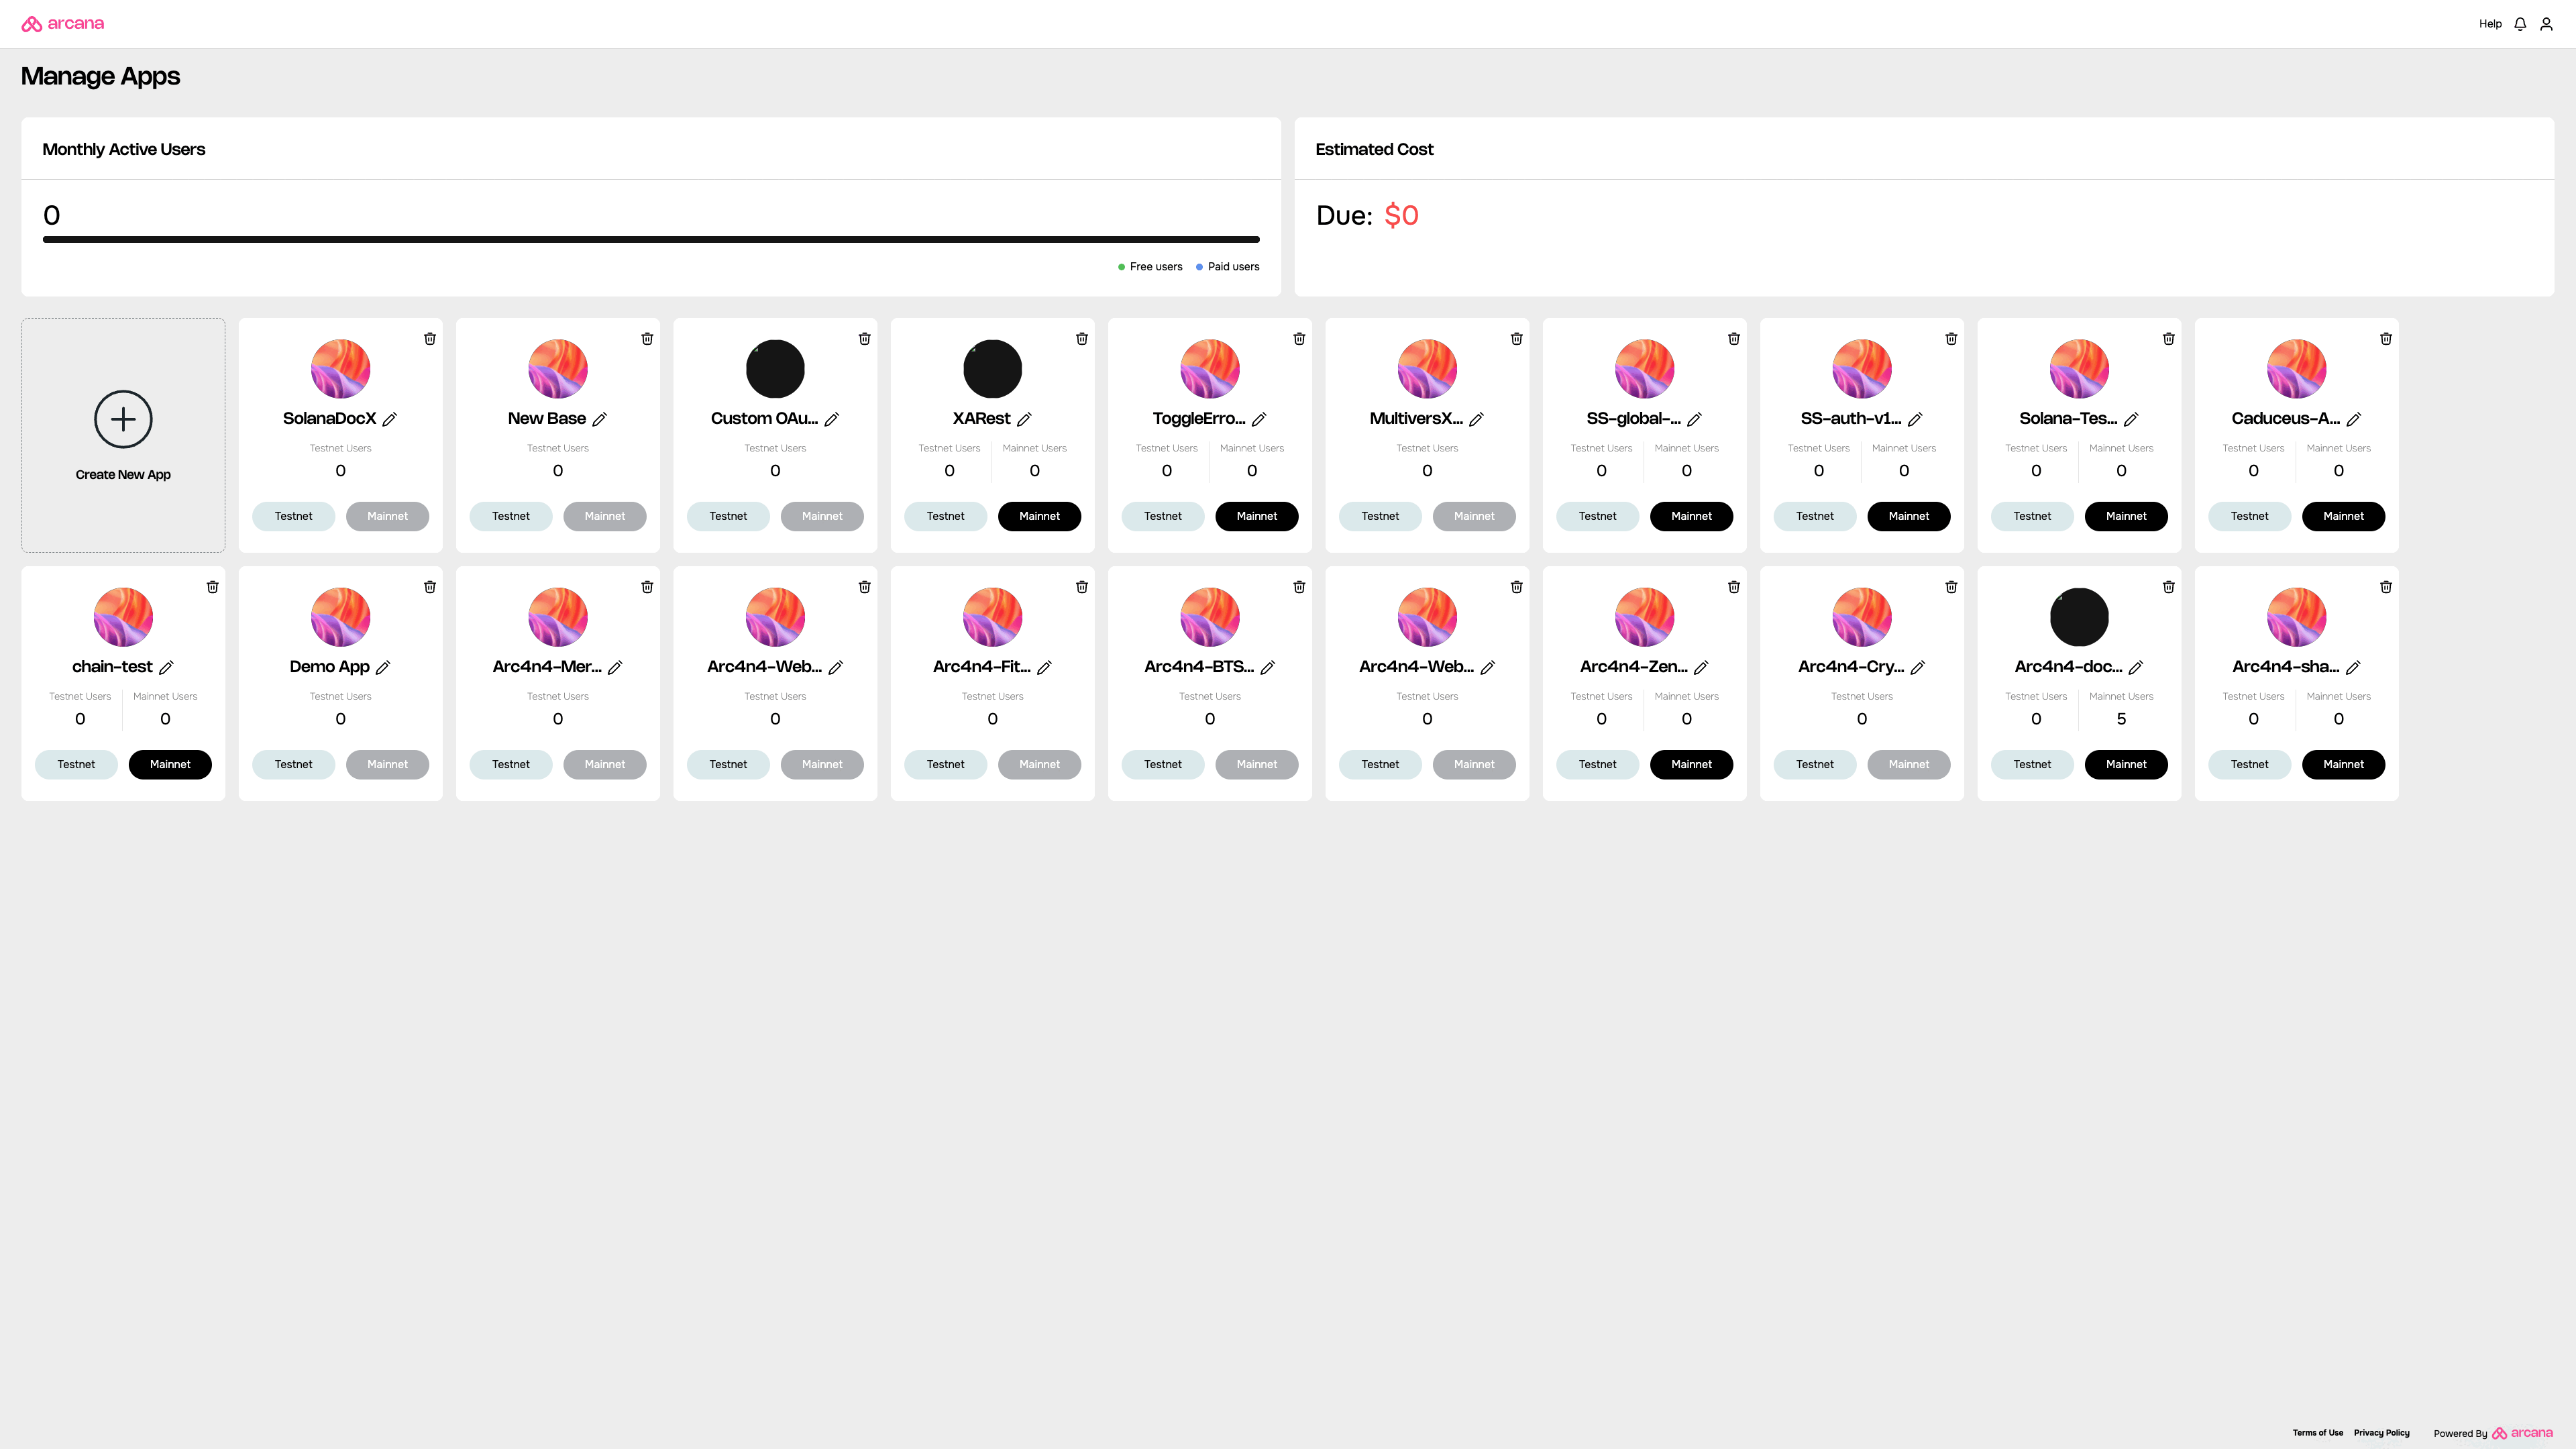 arcana
Help
Manage Apps
Monthly Active Users
0
Free users
Paid users
Estimated Cost
Due: $0
Create New App
SolanaDocX
Testnet Users
0
Testnet
Mainnet
New Base
Testnet Users
0
Testnet
Mainnet
Custom OAu...
Testnet Users
0
Testnet
Mainnet
XARest
Testnet Users
0
Mainnet Users
0
Testnet
Mainnet
ToggleErro...
Testnet Users
0
Mainnet Users
0
Testnet
Mainnet
MultiversX...
Testnet Users
0
Testnet
Mainnet
SS-global-...
Testnet Users
0
Mainnet Users
0
Testnet
Mainnet
SS-auth-v1...
Testnet Users
0
Mainnet Users
0
Testnet
Mainnet
Solana-Tes...
Testnet Users
0
Mainnet Users
0
Testnet
Mainnet
Caduceus-A...
Testnet Users
0
Mainnet Users
0
Testnet
Mainnet
chain-test
Testnet Users
0
Mainnet Users
0
Testnet
Mainnet
Demo App
Testnet Users
0
Testnet
Mainnet
Arc4n4-Mer...
Testnet Users
0
Testnet
Mainnet
Arc4n4-Web...
Testnet Users
0
Testnet
Mainnet
Arc4n4-Fit...
Testnet Users
0
Testnet
Mainnet
Arc4n4-BTS...
Testnet Users
0
Testnet
Mainnet
Arc4n4-Web...
Testnet Users
0
Testnet
Mainnet
Arc4n4-Zen...
Testnet Users
0
Mainnet Users
0
Testnet
Mainnet
Arc4n4-Cry...
Testnet Users
0
Testnet
Mainnet
Arc4n4-doc...
Testnet Users
0
Mainnet Users
5
Testnet
Mainnet
Arc4n4-sha...
Testnet Users
0
Mainnet Users
0
Testnet
Mainnet
Terms of Use
Privacy Policy
Powered By arcana